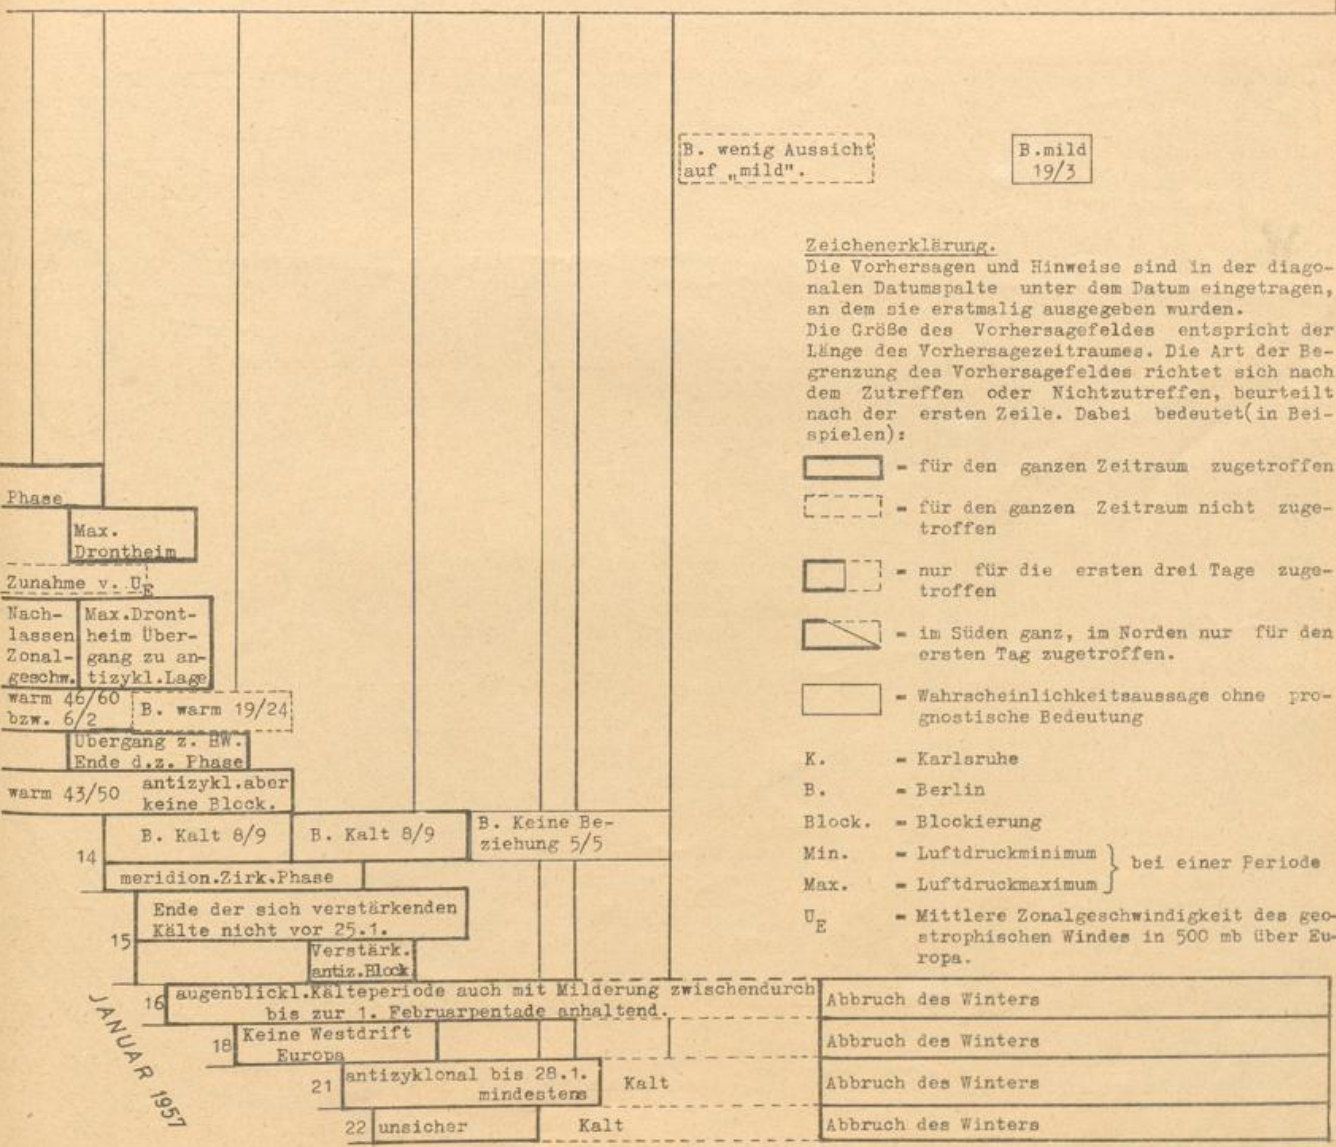 B. wenig Aussicht
auf „mild".
B.mild
19/3
Zeichenerklärung.
Die Vorhersagen und Hinweise sind in der diago-
nalen Datumspalte unter dem Datum eingetragen,
an dem sie erstmalig ausgegeben wurden.
Die Größe des Vorhersagefeldes entspricht der
Länge des Vorhersagezeitraumes. Die Art der Be-
grenzung des Vorhersagefeldes richtet sich nach
dem Zutreffen oder Nichtzutreffen, beurteilt
nach der ersten Zeile. Dabei bedeutet(in Bei-
spielen):
= für den ganzen Zeitraum zugetroffen
= für den ganzen Zeitraum nicht zuge-
troffen
= nur für die ersten drei Tage zuge-
troffen
= im Süden ganz, im Norden nur für den
ersten Tag zugetroffen.
= Wahrscheinlichkeitsaussage ohne pro-
gnostische Bedeutung
K. = Karlsruhe
B. = Berlin
Block. = Blockierung
Min. = Luftdruckminimum } bei einer Periode
Max. = Luftdruckmaximum }
U_E = Mittlere Zonalgeschwindigkeit des geo-
strophischen Windes in 500 mb über Eu-
ropa.
Phase
Max.
Drontheim
Zunahme v. U_E
Nach-
lassen
Zonal-
geschw.
Max.Dront-
heim Über-
gang zu an-
tizykl.Lage
warm 46/60
bzw. 6/2
B. warm 19/24
Übergang z. HW.
Ende d.z. Phase
warm 43/50
antizykl.aber
keine Block.
14
B. Kalt 8/9
B. Kalt 8/9
B. Keine Be-
ziehung 5/5
meridion.Zirk.Phase
15
Ende der sich verstärkenden
Kälte nicht vor 25.1.
Verstärk.
antiz.Block
16
augenblickl.Kälteperiode auch mit Milderung zwischendurch
bis zur 1. Februarpentade anhaltend.
Abbruch des Winters
18
Keine Westdrift
Europa
Abbruch des Winters
21
antizyklonal bis 28.1.
mindestens
Kalt
Abbruch des Winters
22
unsicher
Kalt
Abbruch des Winters
JANUAR 1957